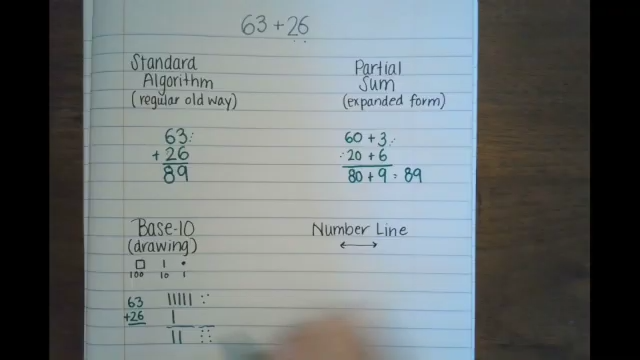 63 + 26
Standard
Algorithm
(regular old way)
63
+ 26
89
Partial
Sum
(expanded form)
60 + 3
20 + 6
80 + 9 = 89
Base-10
(drawing)
100 10 1
63
+26
Number Line